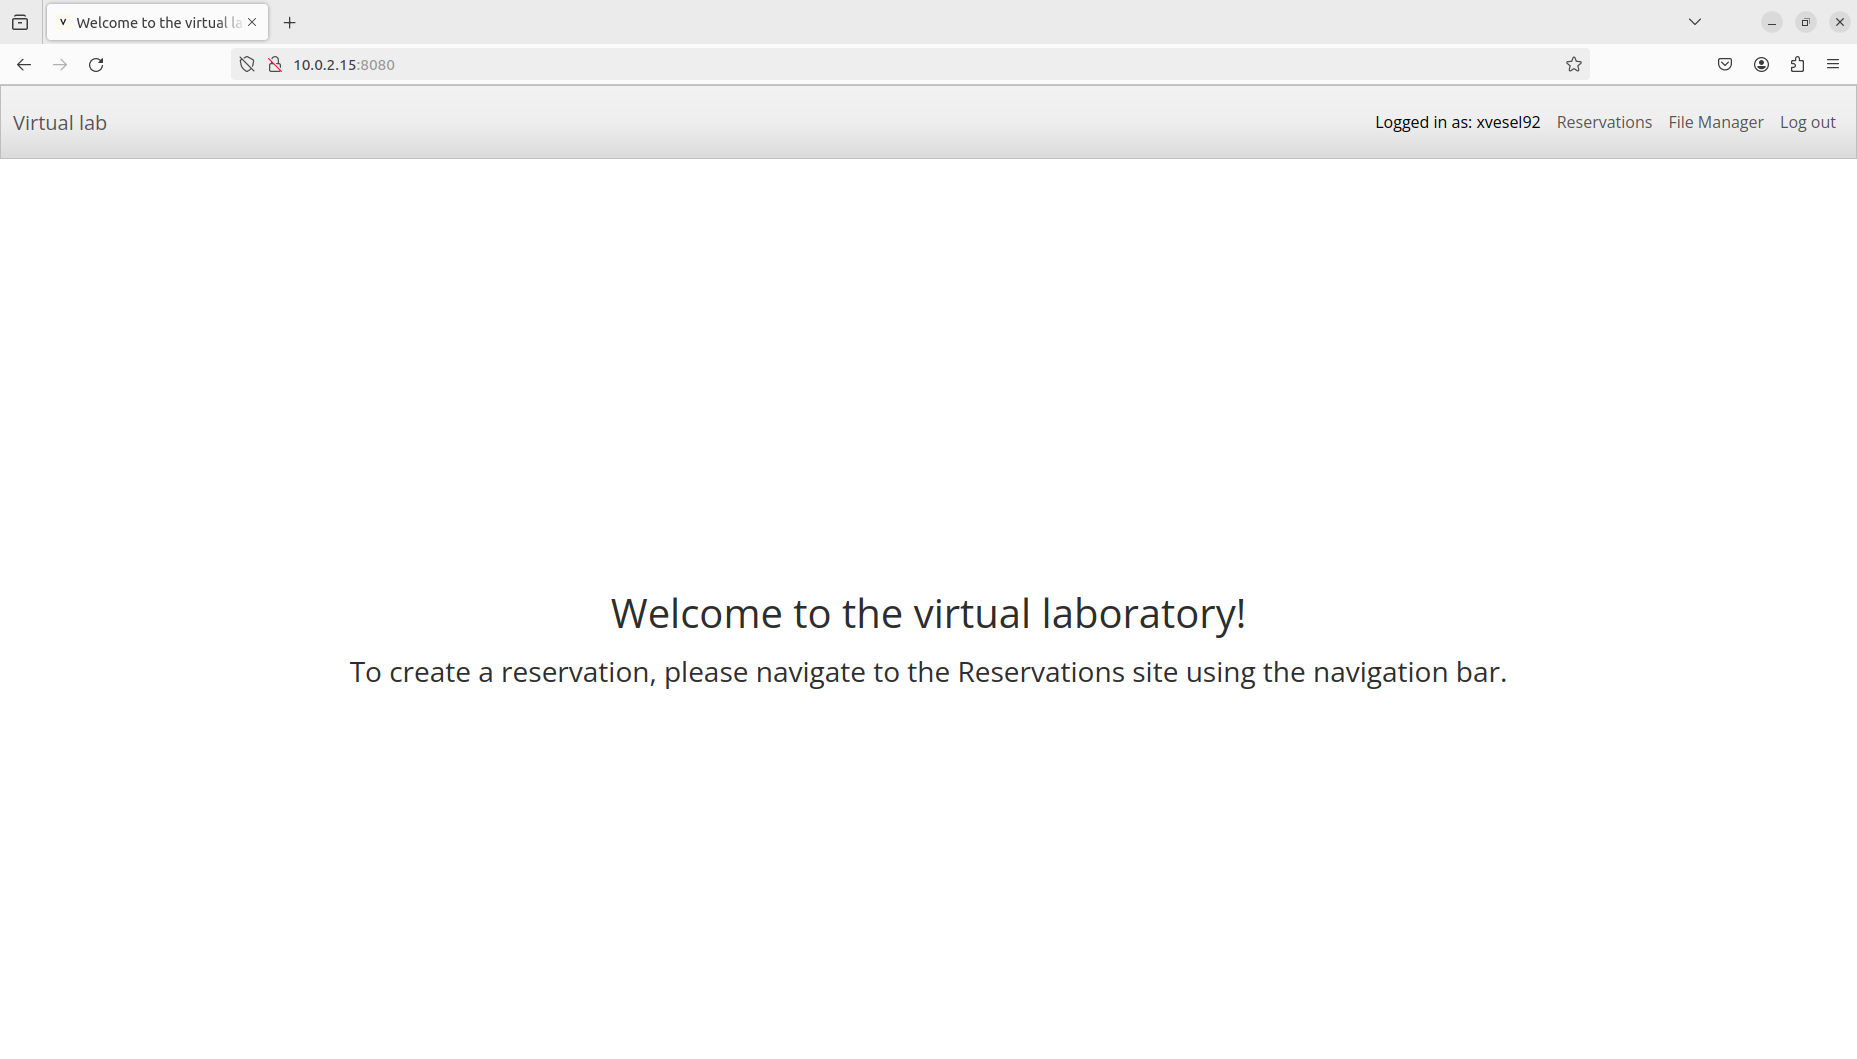 Welcome to the virtual la
10.0.2.15:8080
Virtual lab
Logged in as: xvesel92 Reservations File Manager Log out
Welcome to the virtual laboratory!
To create a reservation, please navigate to the Reservations site using the navigation bar.